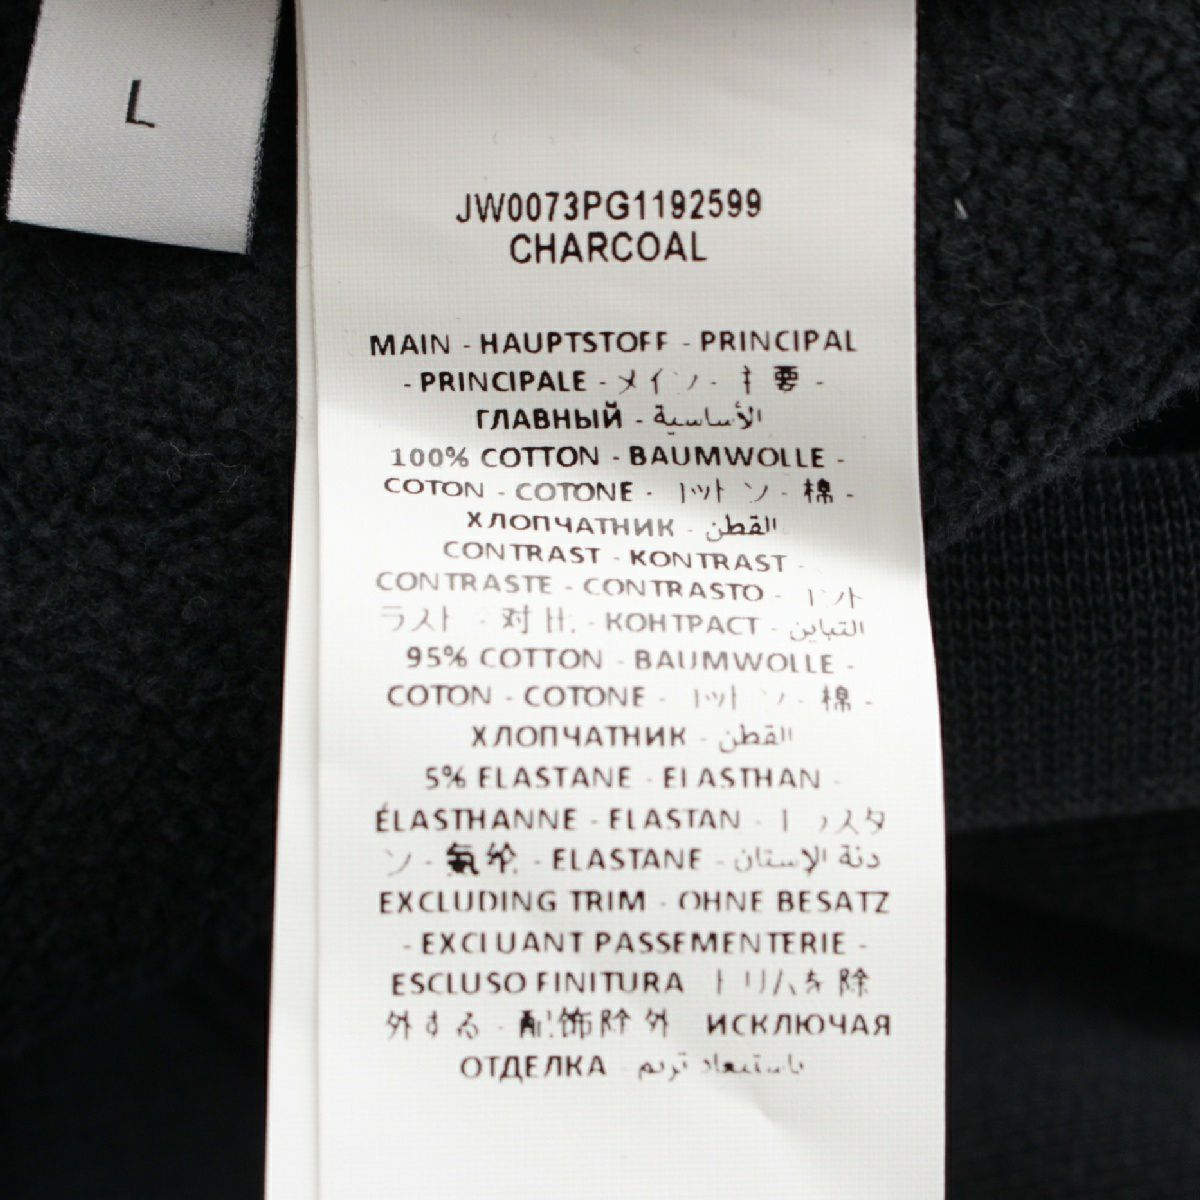 L
JW0073PG1192599
CHARCOAL
MAIN - HAUPTSTOFF - PRINCIPAL
- PRINCIPALE - メイン - 主要 -
ГЛАВНЫЙ - الأساسية
100% COTTON - BAUMWOLLE -
COTON - COTONE - コットン - 棉 -
ХЛОПЧАТНИК - القطن
CONTRAST - KONTRAST -
CONTRASTE - CONTRASTO - コント
ラスト - 对比 - КОНТРАСТ - التباين
95% COTTON - BAUMWOLLE -
COTON - COTONE - コットン - 棉 -
ХЛОПЧАТНИК - القطن
5% ELASTANE - ELASTHAN -
ÉLASTHANNE - ELASTAN - エラスタ
ン - 氨纶 - ELASTANE - دنة الإستان
EXCLUDING TRIM - OHNE BESATZ
- EXCLUANT PASSEMENTERIE -
ESCLUSO FINITURA トリムを除
外する - 配饰除外 ИСКЛЮЧАЯ
ОТДЕЛКА - باستبعاد تريم